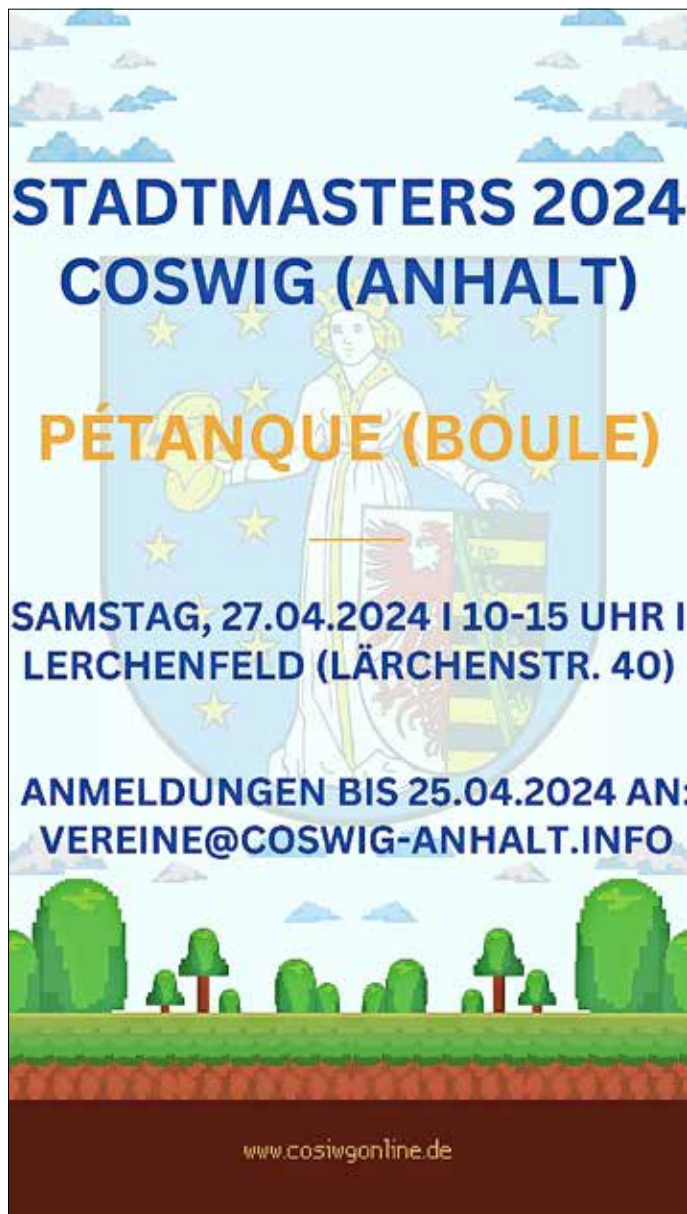 STADTMASTERS 2024
COSWIG (ANHALT)
PÉTANQUE (BOULE)
SAMSTAG, 27.04.2024 I 10-15 UHR I
LERCHENFELD (LÄRCHENSTR. 40)
ANMELDUNGEN BIS 25.04.2024 AN:
VEREINE@COSWIG-ANHALT.INFO
www.cosiwgonline.de